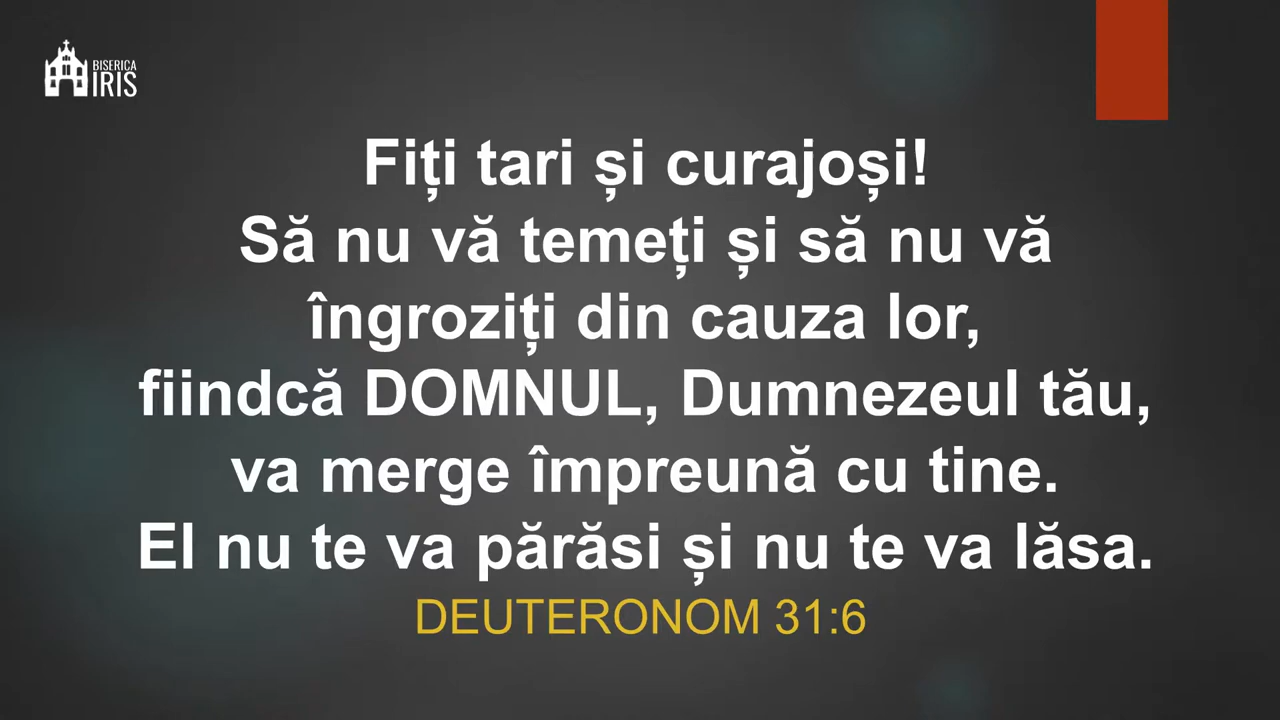 BISERICA
IRIS
Fiți tari și curajoși!
Să nu vă temeți și să nu vă
îngroziți din cauza lor,
fiindcă DOMNUL, Dumnezeul tău,
va merge împreună cu tine.
El nu te va părăsi și nu te va lăsa.
DEUTERONOM 31:6